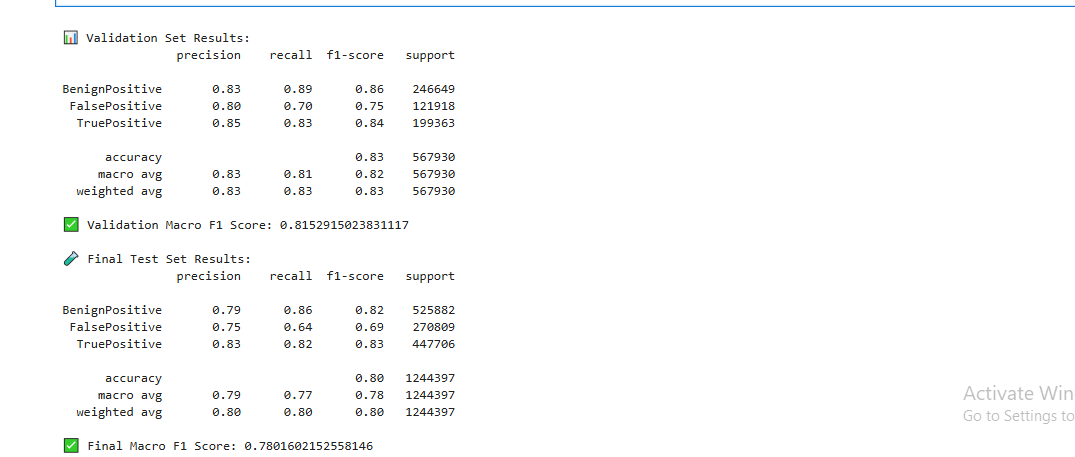 📊 Validation Set Results:
precision recall f1-score support
BenignPositive 0.83 0.89 0.86 246649
FalsePositive 0.80 0.70 0.75 121918
TruePositive 0.85 0.83 0.84 199363
accuracy 0.83 567930
macro avg 0.83 0.81 0.82 567930
weighted avg 0.83 0.83 0.83 567930
✅ Validation Macro F1 Score: 0.8152915023831117
🧪 Final Test Set Results:
precision recall f1-score support
BenignPositive 0.79 0.86 0.82 525882
FalsePositive 0.75 0.64 0.69 270809
TruePositive 0.83 0.82 0.83 447706
accuracy 0.80 1244397
macro avg 0.79 0.77 0.78 1244397
weighted avg 0.80 0.80 0.80 1244397
✅ Final Macro F1 Score: 0.7801602152558146
Activate Win
Go to Settings to